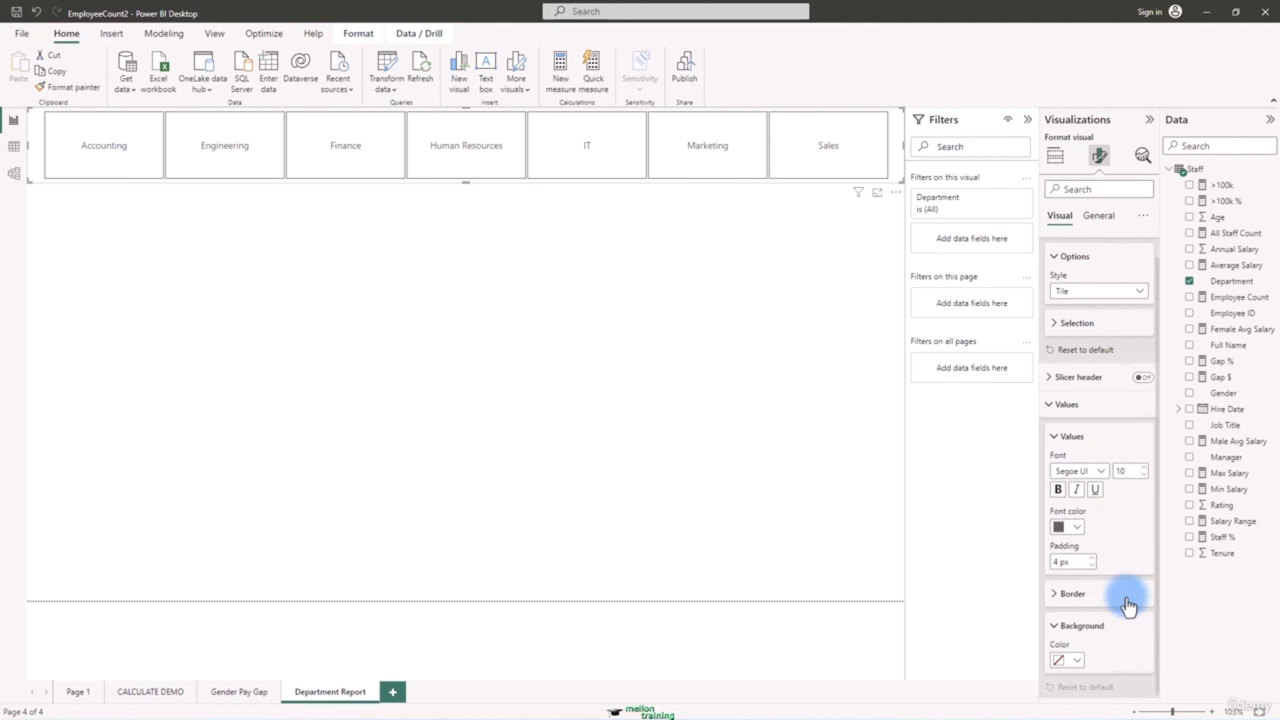 EmployeeCount2 - Power BI Desktop
Search
Sign in
File
Home
Insert
Modeling
View
Optimize
Help
Format
Data / Drill
Paste
Cut
Copy
Format painter
Clipboard
Get data
Excel workbook
OneLake data hub
SQL Server
Enter data
Dataverse
Recent sources
Data
Transform data
Refresh
Queries
New visual
Text box
More visuals
Insert
New measure
Quick measure
Calculations
Sensitivity
Sensitivity
Publish
Share
Accounting
Engineering
Finance
Human Resources
IT
Marketing
Sales
Filters
Search
Filters on this visual
Department
is (All)
Add data fields here
Filters on this page
Add data fields here
Filters on all pages
Add data fields here
Visualizations
Format visual
Search
Visual
General
Options
Style
Tile
Selection
Reset to default
Slicer header
Off
Values
Values
Font
Segoe UI
10
B
I
U
Font color
Padding
4 px
Border
Background
Color
Reset to default
Data
Search
Staff
>100k
>100k %
Age
All Staff Count
Annual Salary
Average Salary
Department
Employee Count
Employee ID
Female Avg Salary
Full Name
Gap %
Gap $
Gender
Hire Date
Job Title
Male Avg Salary
Manager
Max Salary
Min Salary
Rating
Salary Range
Staff %
Tenure
Page 1
CALCULATE DEMO
Gender Pay Gap
Department Report
Page 4 of 4
mellon
training
103%
ûdemy